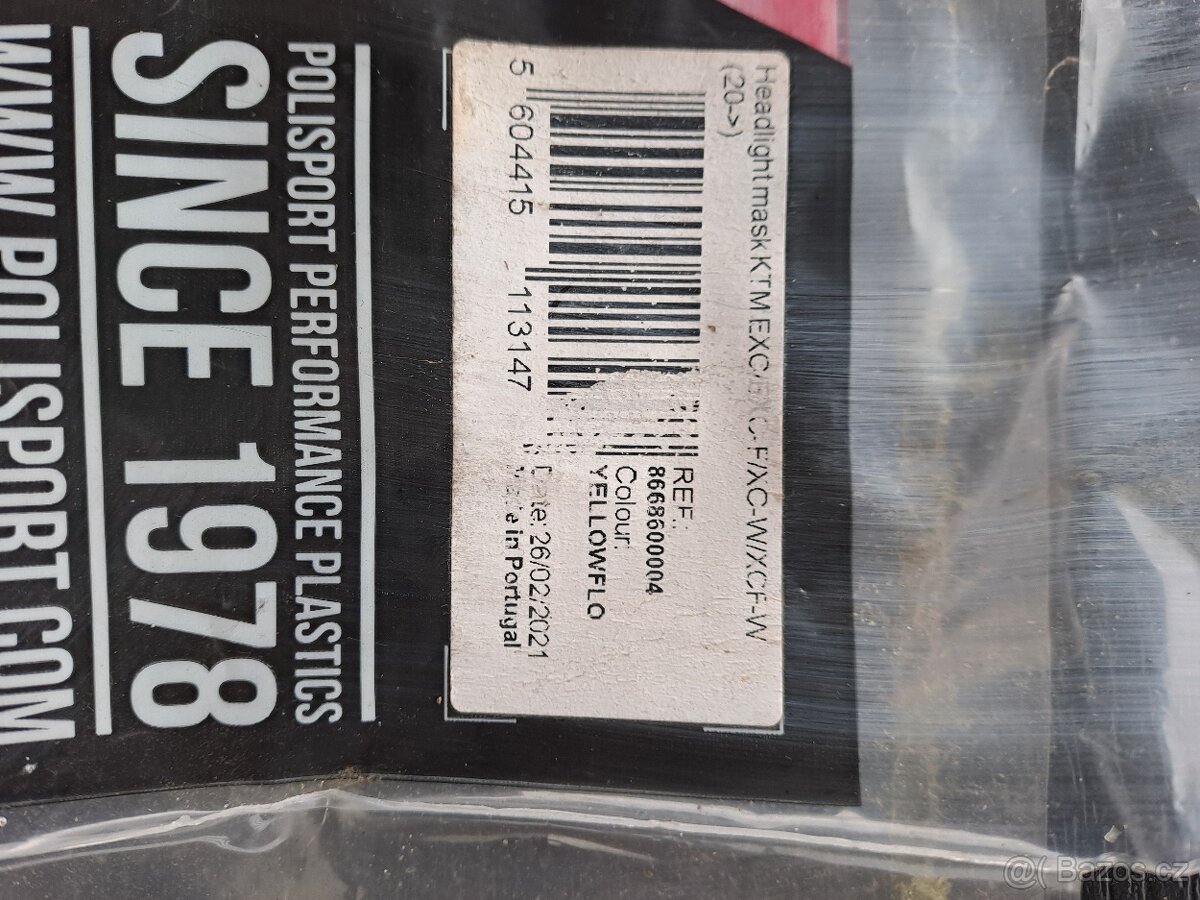 Headlight mask KTM EXC/EXC-F/XC-W/XCF-W
(20->)
5 604415 113147
REF.:
8668600004
Colour:
YELLOWFLO
Date: 26/02/2021
Made in Portugal
POLISPORT PERFORMANCE PLASTICS
SINCE 1978
WWW.POLISPORT.COM
@( Bazos.cz